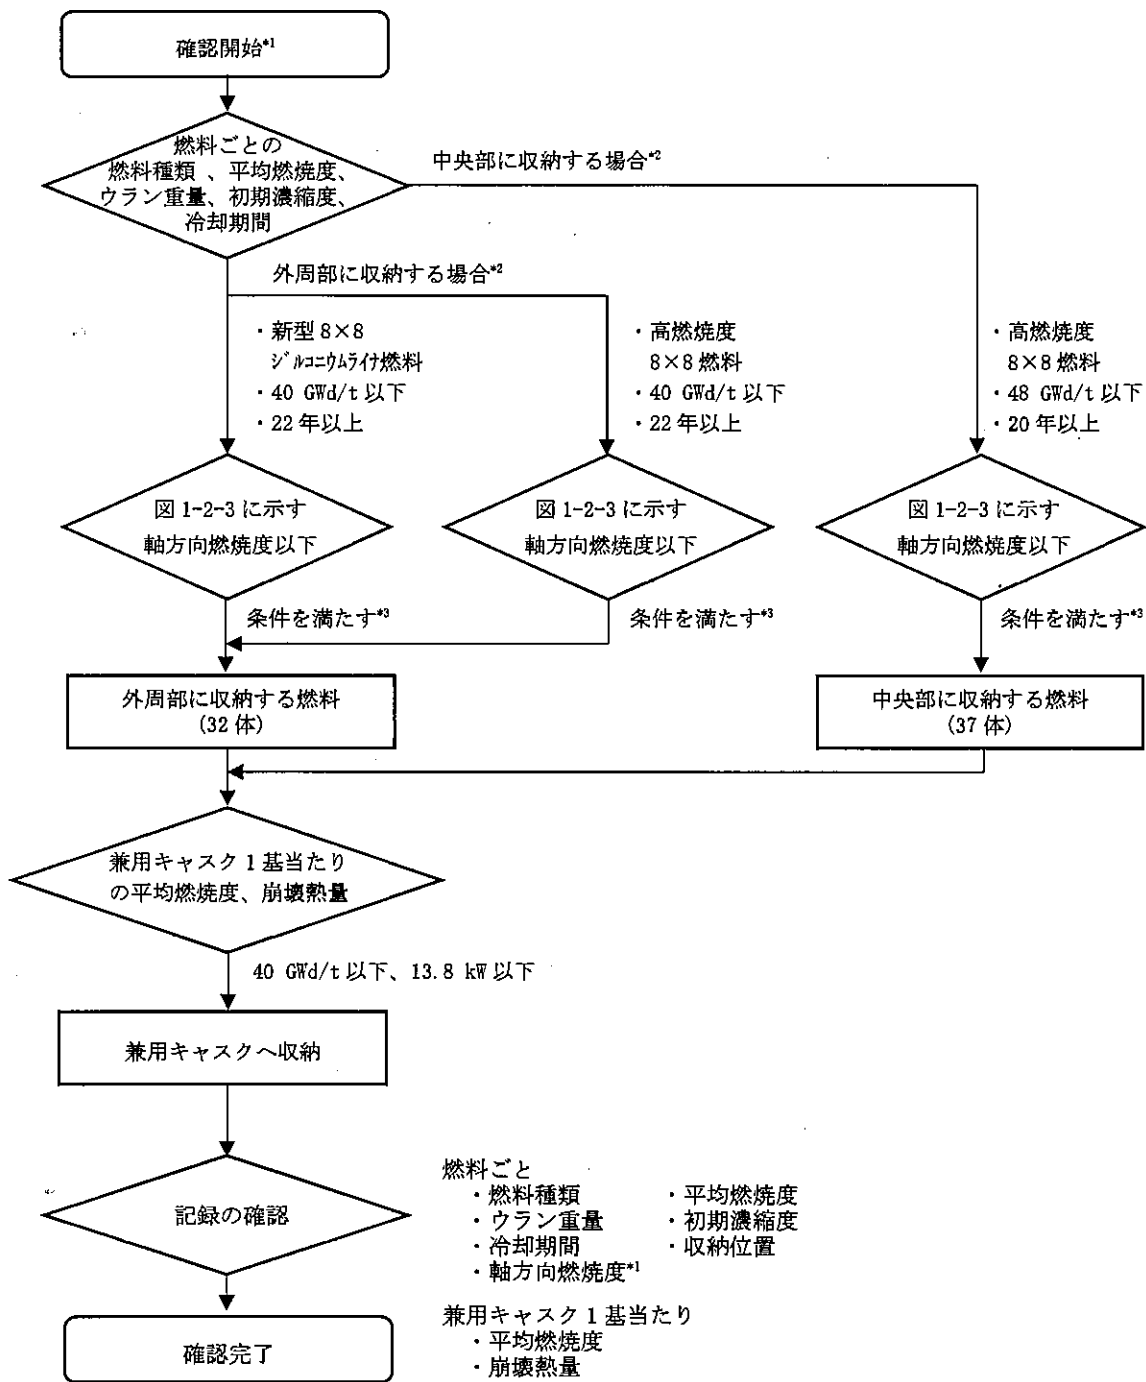 確認開始*1
燃料ごとの
燃料種類、平均燃焼度、
ウラン重量、初期濃縮度、
冷却期間
中央部に収納する場合*2
外周部に収納する場合*2
・新型8×8
ジルコニウムライナ燃料
・40 GWd/t 以下
・22年以上
・高燃焼度
8×8燃料
・40 GWd/t 以下
・22年以上
・高燃焼度
8×8燃料
・48 GWd/t 以下
・20年以上
図1-2-3に示す
軸方向燃焼度以下
図1-2-3に示す
軸方向燃焼度以下
図1-2-3に示す
軸方向燃焼度以下
条件を満たす*3
条件を満たす*3
条件を満たす*3
外周部に収納する燃料
(32体)
中央部に収納する燃料
(37体)
兼用キャスク1基当たり
の平均燃焼度、崩壊熱量
40 GWd/t 以下、13.8 kW 以下
兼用キャスクへ収納
記録の確認
燃料ごと
・燃料種類 ・平均燃焼度
・ウラン重量 ・初期濃縮度
・冷却期間 ・収納位置
・軸方向燃焼度*1
兼用キャスク1基当たり
・平均燃焼度
・崩壊熱量
確認完了